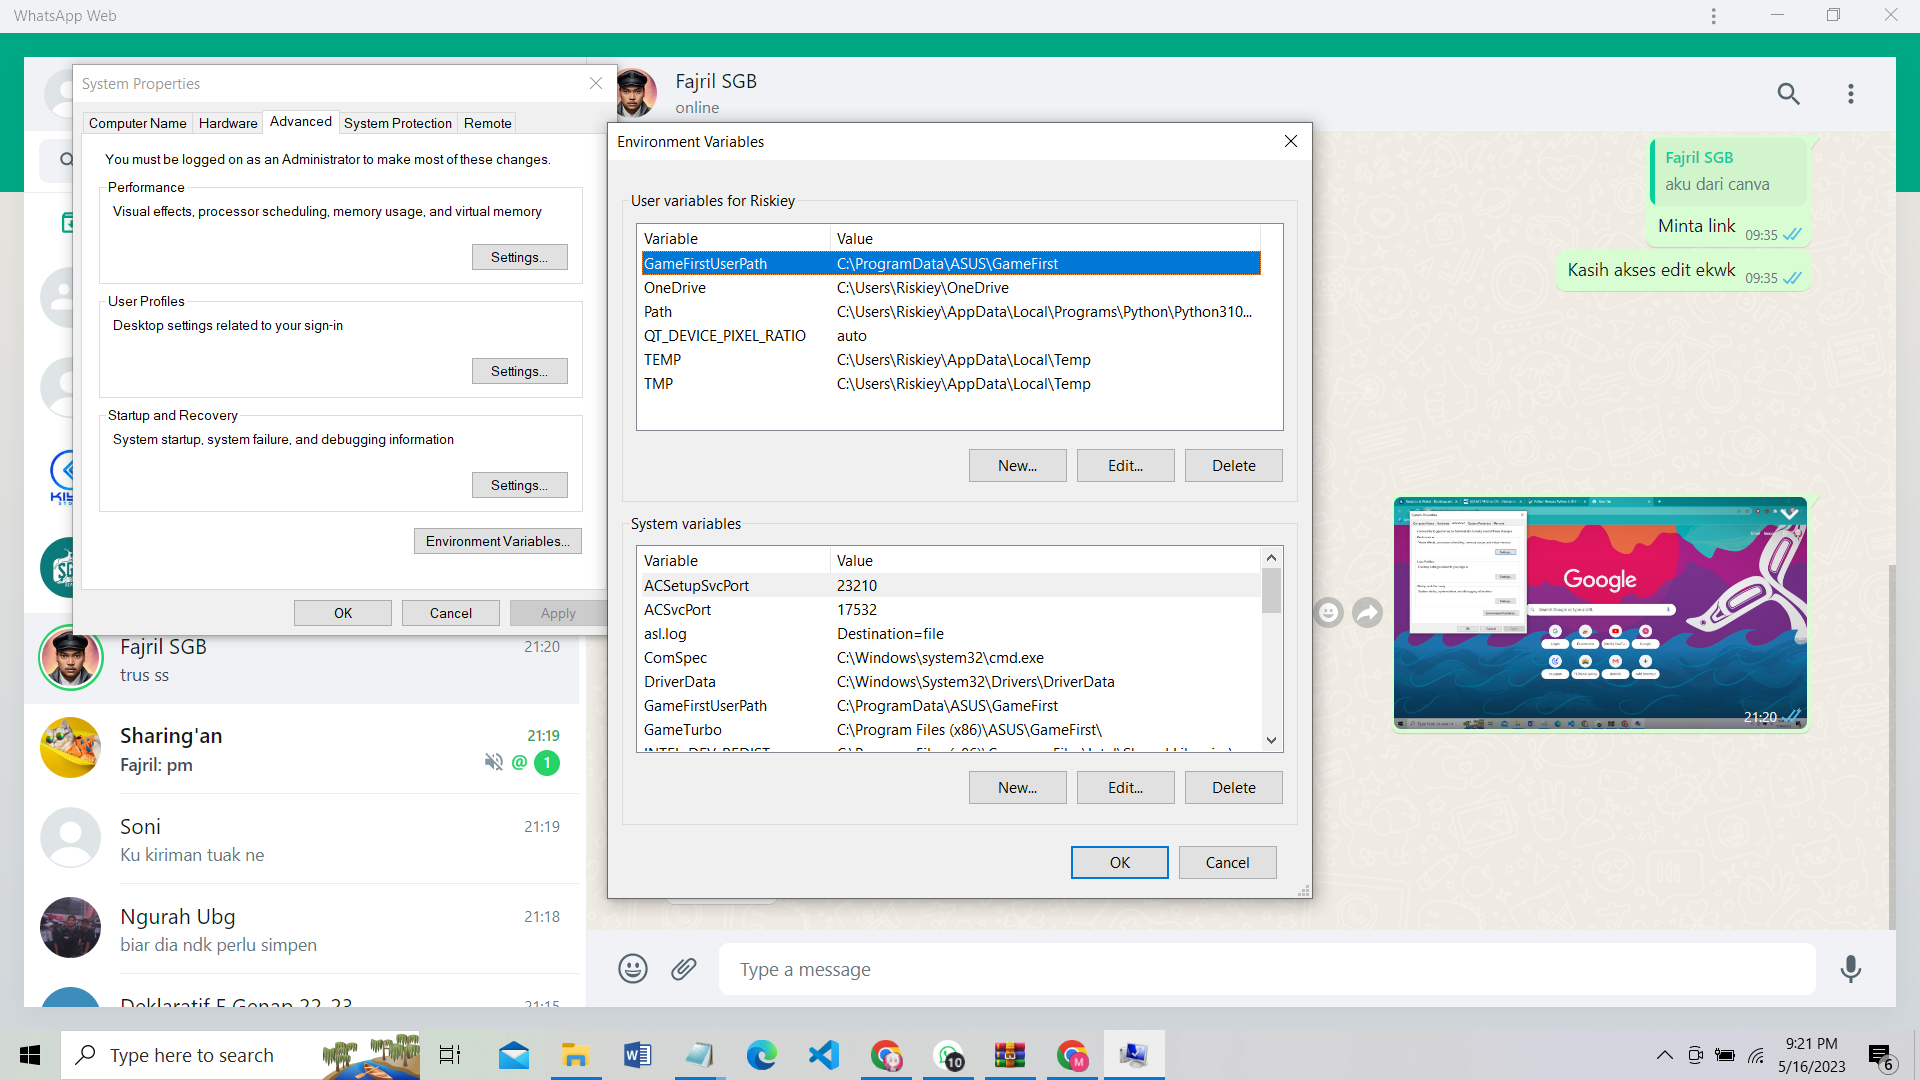 WhatsApp Web
System Properties
Computer Name
Hardware
Advanced
System Protection
Remote
You must be logged on as an Administrator to make most of these changes.
Performance
Visual effects, processor scheduling, memory usage, and virtual memory
Settings...
User Profiles
Desktop settings related to your sign-in
Settings...
Startup and Recovery
System startup, system failure, and debugging information
Settings...
Environment Variables...
OK
Cancel
Apply
Fajril SGB
21:20
trus ss
Sharing'an
21:19
Fajril: pm
@
1
Soni
21:19
Ku kiriman tuak ne
Ngurah Ubg
21:18
biar dia ndk perlu simpen
Deklaratif F Genap 22-23
21:15
Fajril SGB
online
Environment Variables
User variables for Riskiey
Variable Value
GameFirstUserPath C:\ProgramData\ASUS\GameFirst
OneDrive C:\Users\Riskiey\OneDrive
Path C:\Users\Riskiey\AppData\Local\Programs\Python\Python310...
QT_DEVICE_PIXEL_RATIO auto
TEMP C:\Users\Riskiey\AppData\Local\Temp
TMP C:\Users\Riskiey\AppData\Local\Temp
New... Edit... Delete
System variables
Variable Value
ACSetupSvcPort 23210
ACSvcPort 17532
asl.log Destination=file
ComSpec C:\Windows\system32\cmd.exe
DriverData C:\Windows\System32\Drivers\DriverData
GameFirstUserPath C:\ProgramData\ASUS\GameFirst
GameTurbo C:\Program Files (x86)\ASUS\GameFirst\
New... Edit... Delete
OK Cancel
Fajril SGB
aku dari canva
Minta link 09:35
Kasih akses edit ekwk 09:35
Google
21:20
Type a message
Type here to search
10
M
9:21 PM
5/16/2023
6